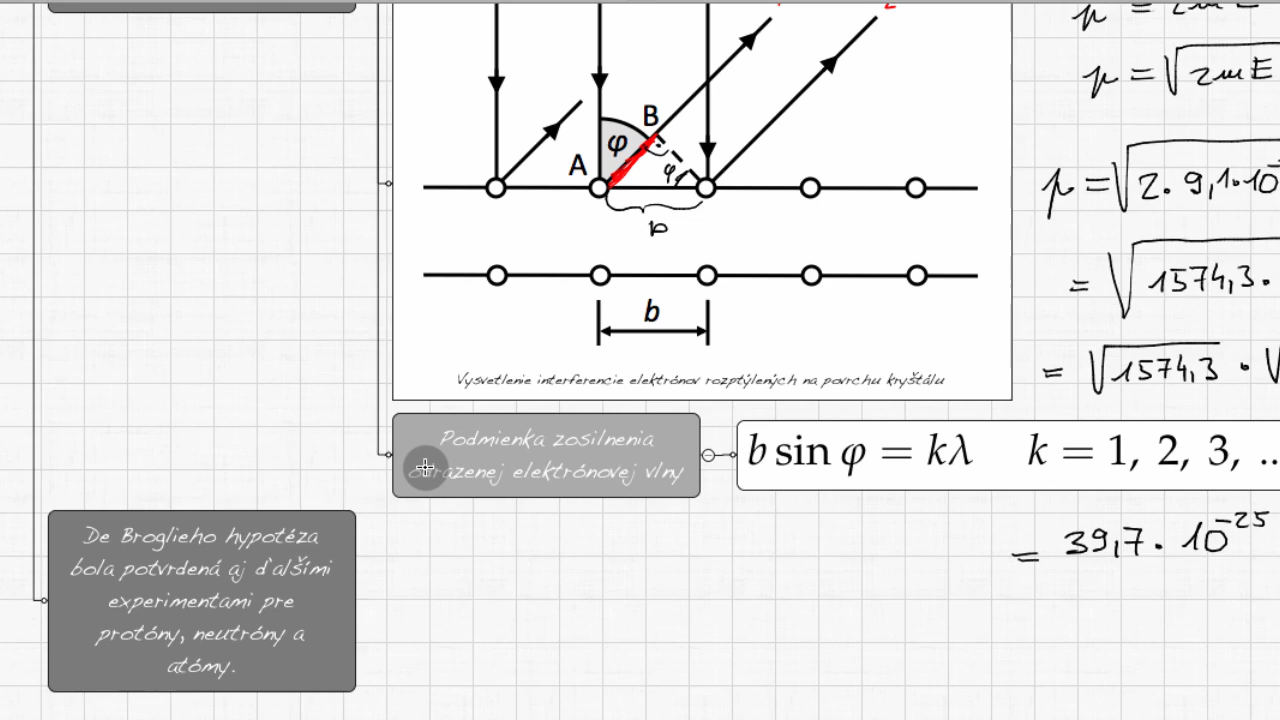 p = √2mE
B
φ
A
φ
p = √2.9,1.10
b
= √1574,3.
b
= √1574,3 .
Vysvetlenie interferencie elektrónov rozptýlených na povrchu kryštálu
Podmienka zosilnenia
odrazenej elektrónovej vlny
b sin φ = kλ k = 1, 2, 3, ..
= 39,7. 10⁻²⁵
De Broglieho hypotéza
bola potvrdená aj ďalšími
experimentami pre
protóny, neutróny a
atómy.